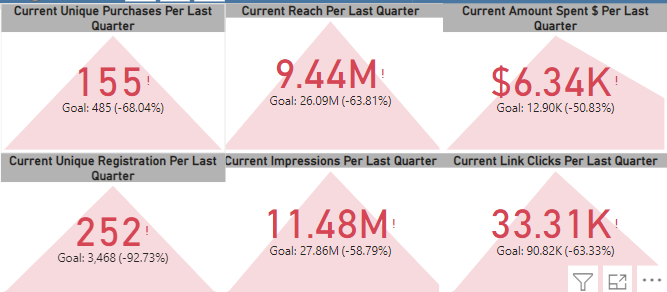 Current Unique Purchases Per Last
Quarter
155!
Goal: 485 (-68.04%)
Current Reach Per Last Quarter
9.44M!
Goal: 26.09M (-63.81%)
Current Amount Spent $ Per Last
Quarter
$6.34K!
Goal: 12.90K (-50.83%)
Current Unique Registration Per Last
Quarter
252!
Goal: 3,468 (-92.73%)
Current Impressions Per Last Quarter
11.48M!
Goal: 27.86M (-58.79%)
Current Link Clicks Per Last Quarter
33.31K!
Goal: 90.82K (-63.33%)